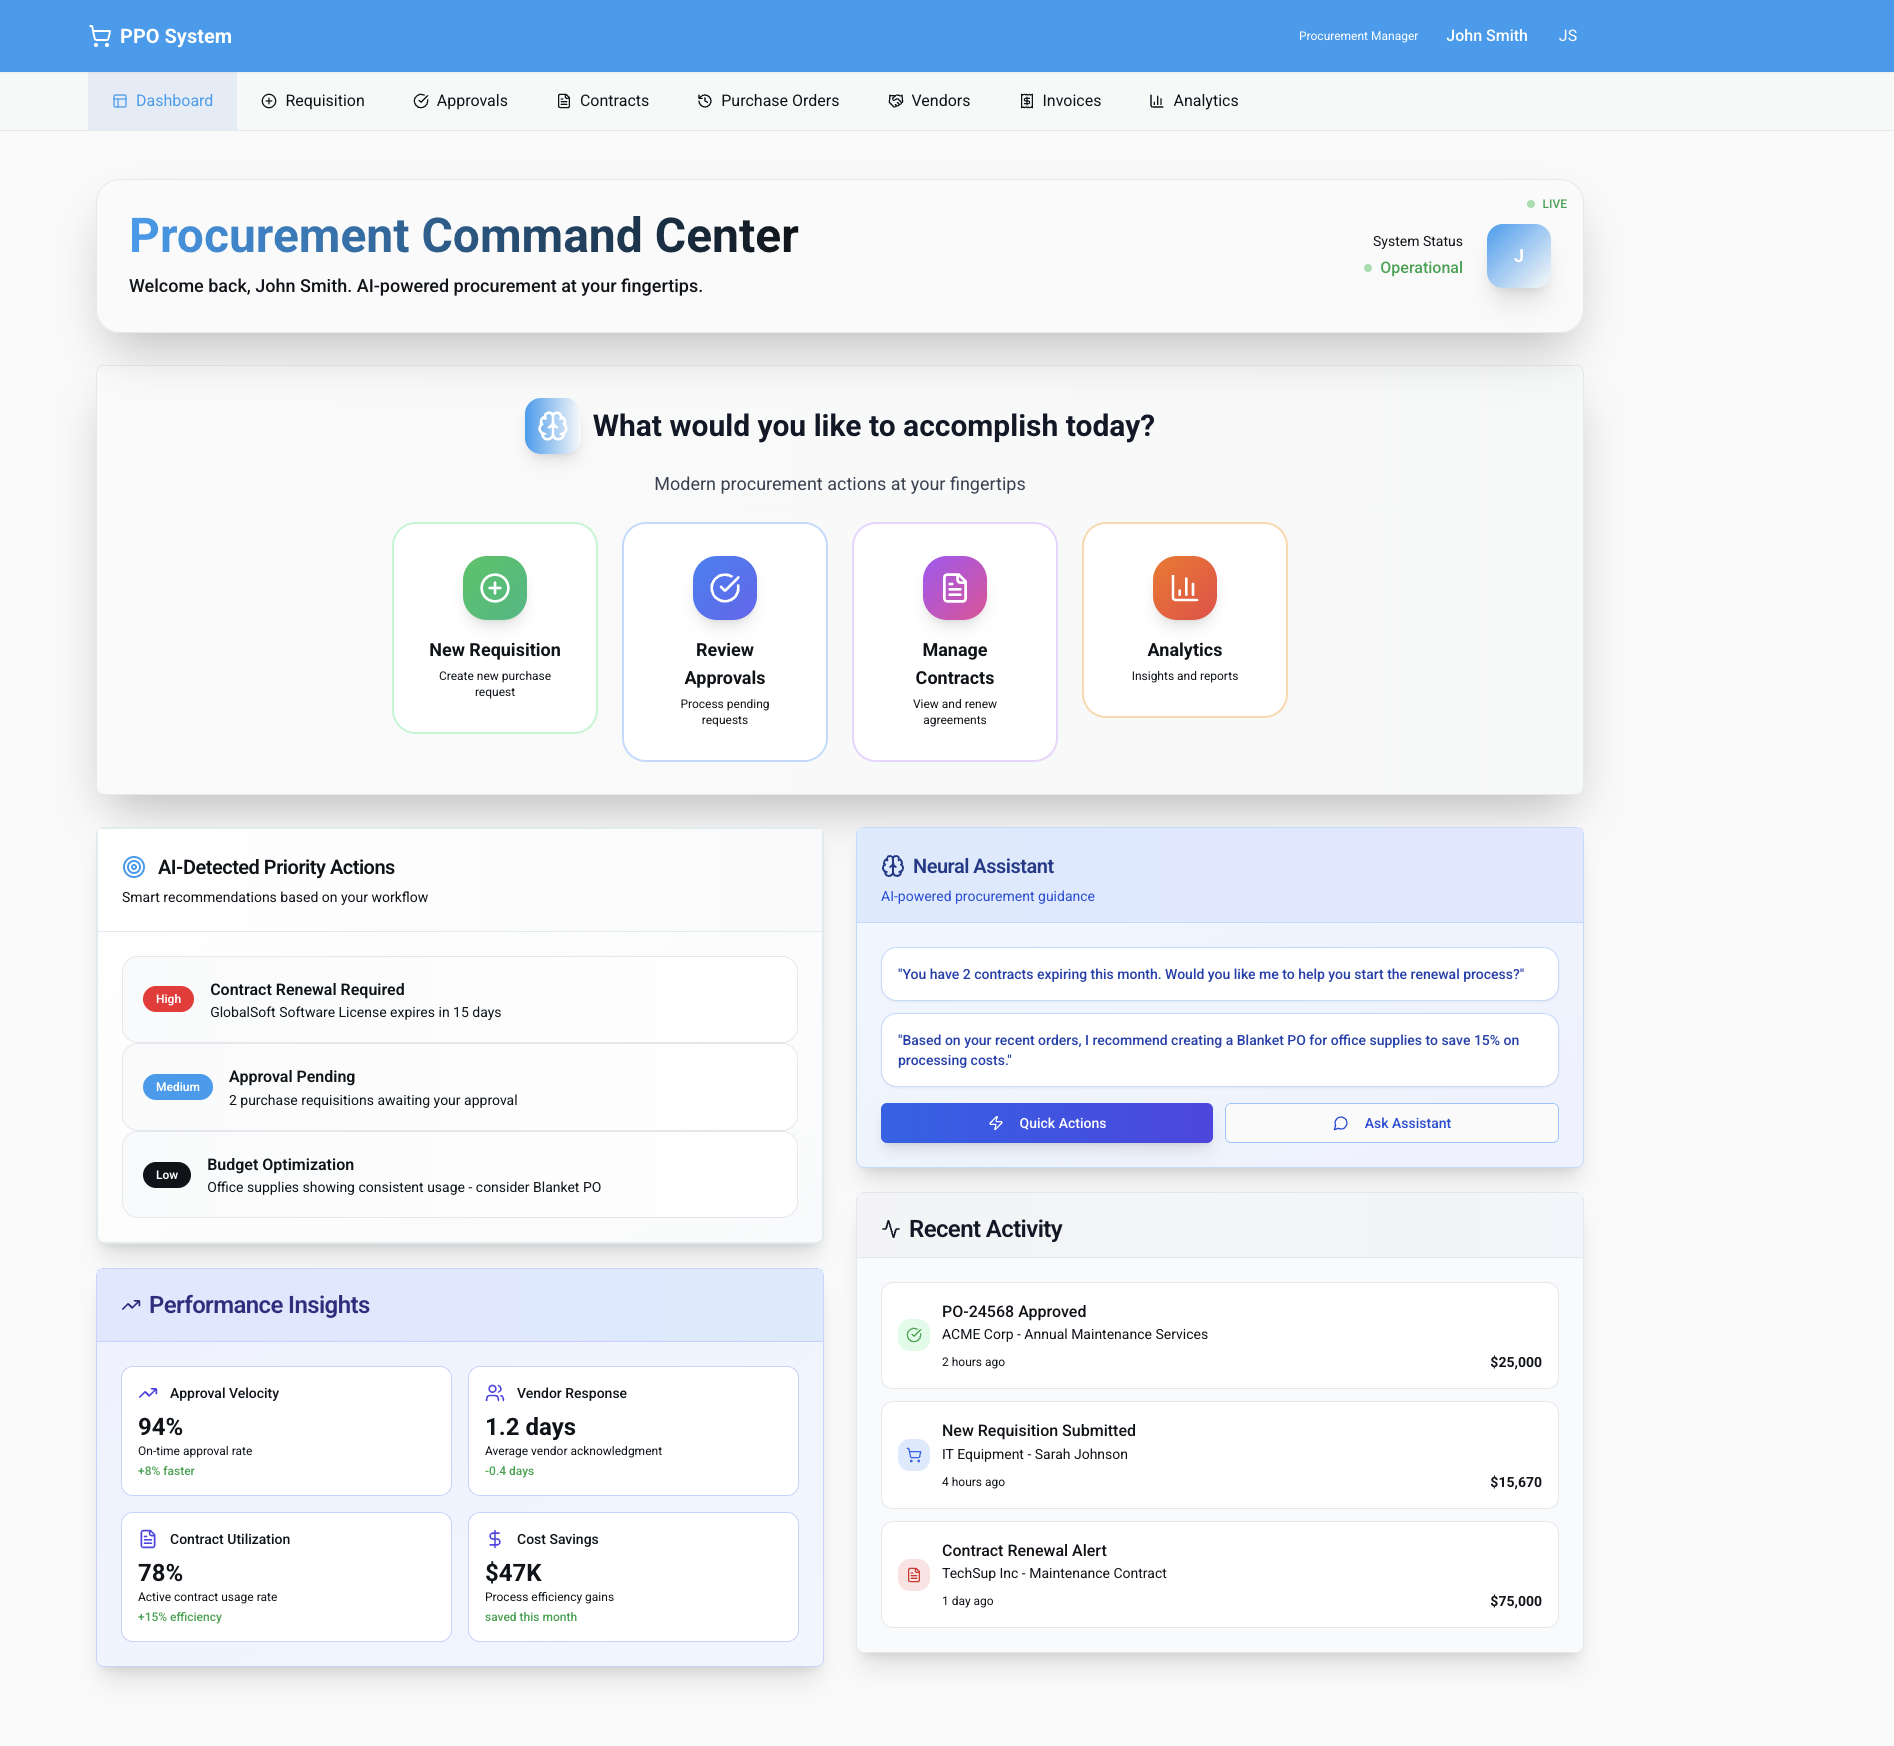 PPO System
Procurement Manager
John Smith
JS
Dashboard
Requisition
Approvals
Contracts
Purchase Orders
Vendors
Invoices
Analytics
LIVE
Procurement Command Center
Welcome back, John Smith. AI-powered procurement at your fingertips.
System Status
Operational
J
What would you like to accomplish today?
Modern procurement actions at your fingertips
New Requisition
Create new purchase
request
Review
Approvals
Process pending
requests
Manage
Contracts
View and renew
agreements
Analytics
Insights and reports
AI-Detected Priority Actions
Smart recommendations based on your workflow
High
Contract Renewal Required
GlobalSoft Software License expires in 15 days
Medium
Approval Pending
2 purchase requisitions awaiting your approval
Low
Budget Optimization
Office supplies showing consistent usage - consider Blanket PO
Performance Insights
Approval Velocity
94%
On-time approval rate
+8% faster
Vendor Response
1.2 days
Average vendor acknowledgment
-0.4 days
Contract Utilization
78%
Active contract usage rate
+15% efficiency
Cost Savings
$47K
Process efficiency gains
saved this month
Neural Assistant
AI-powered procurement guidance
"You have 2 contracts expiring this month. Would you like me to help you start the renewal process?"
"Based on your recent orders, I recommend creating a Blanket PO for office supplies to save 15% on
processing costs."
Quick Actions
Ask Assistant
Recent Activity
PO-24568 Approved
ACME Corp - Annual Maintenance Services
2 hours ago
$25,000
New Requisition Submitted
IT Equipment - Sarah Johnson
4 hours ago
$15,670
Contract Renewal Alert
TechSup Inc - Maintenance Contract
1 day ago
$75,000